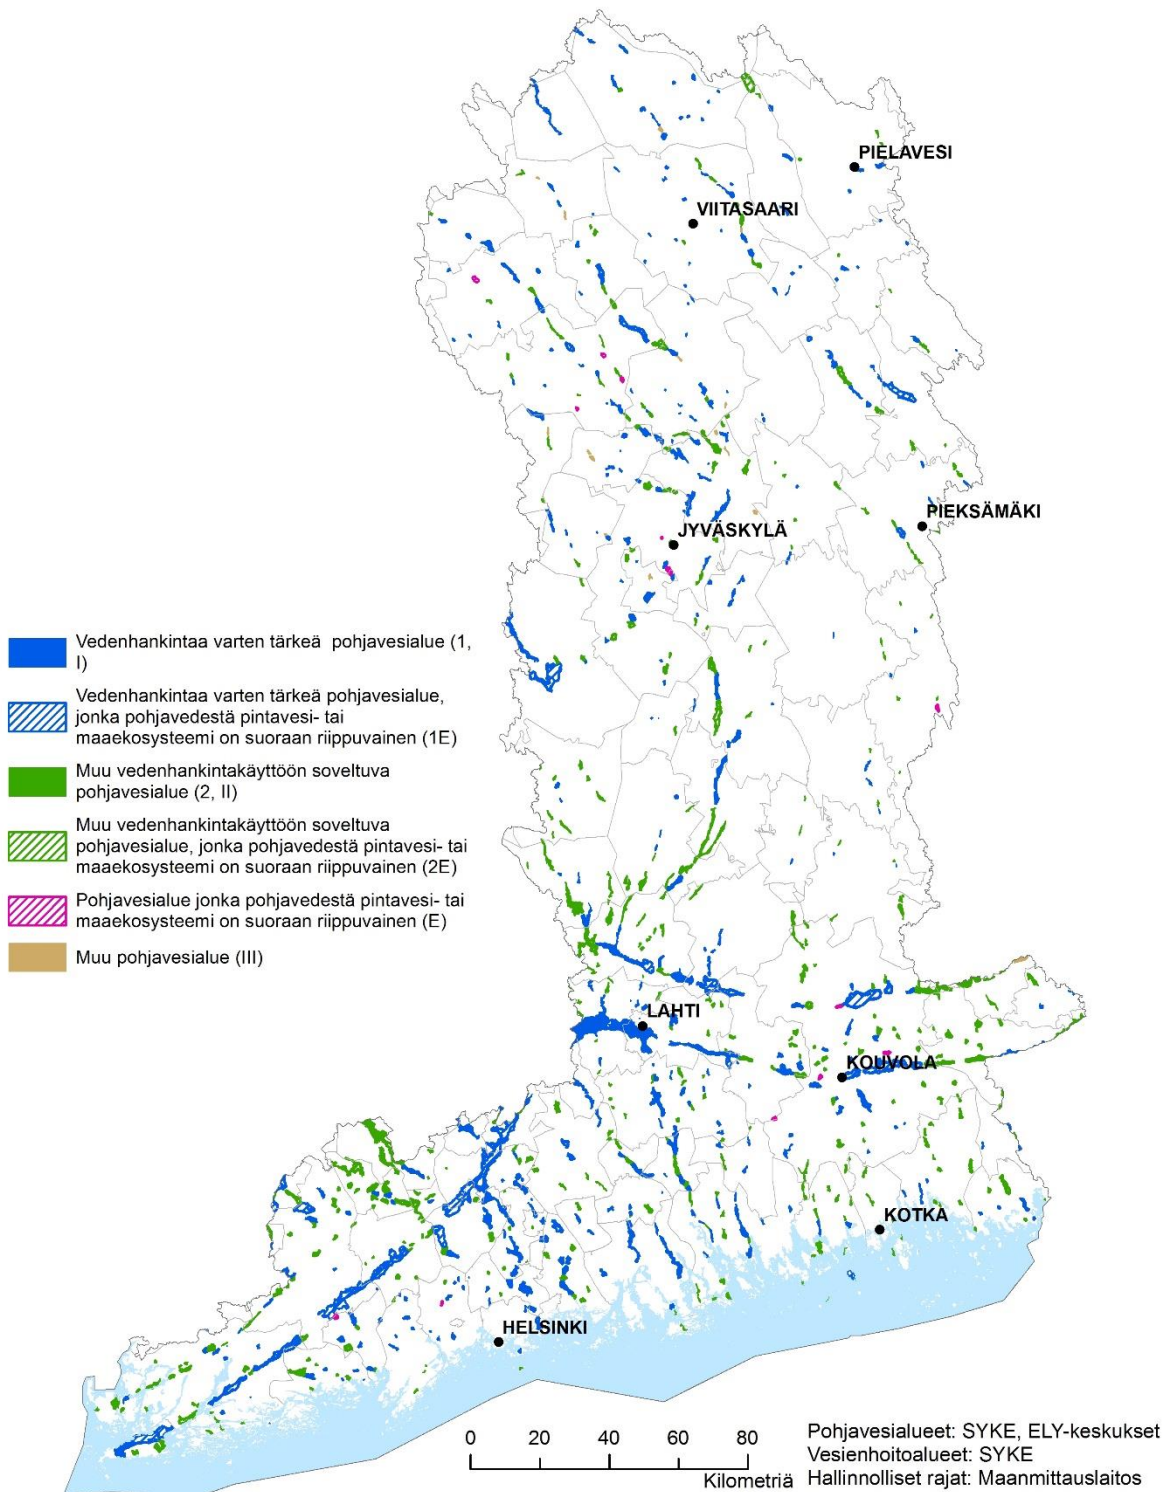 PIELAVESI
VIITASAARI
PIEKSÄMÄKI
JYVÄSKYLÄ
Vedenhankintaa varten tärkeä pohjavesialue (1,
I)
Vedenhankintaa varten tärkeä pohjavesialue,
jonka pohjavedestä pintavesi- tai
maaekosysteemi on suoraan riippuvainen (1E)
Muu vedenhankintakäyttöön soveltuva
pohjavesialue (2, II)
Muu vedenhankintakäyttöön soveltuva
pohjavesialue, jonka pohjavedestä pintavesi- tai
maaekosysteemi on suoraan riippuvainen (2E)
Pohjavesialue jonka pohjavedestä pintavesi- tai
maaekosysteemi on suoraan riippuvainen (E)
Muu pohjavesialue (III)
LAHTI
KOUVOLA
KOTKA
HELSINKI
0 20 40 60 80
Kilometriä
Pohjavesialueet: SYKE, ELY-keskukset
Vesienhoitoalueet: SYKE
Hallinnolliset rajat: Maanmittauslaitos